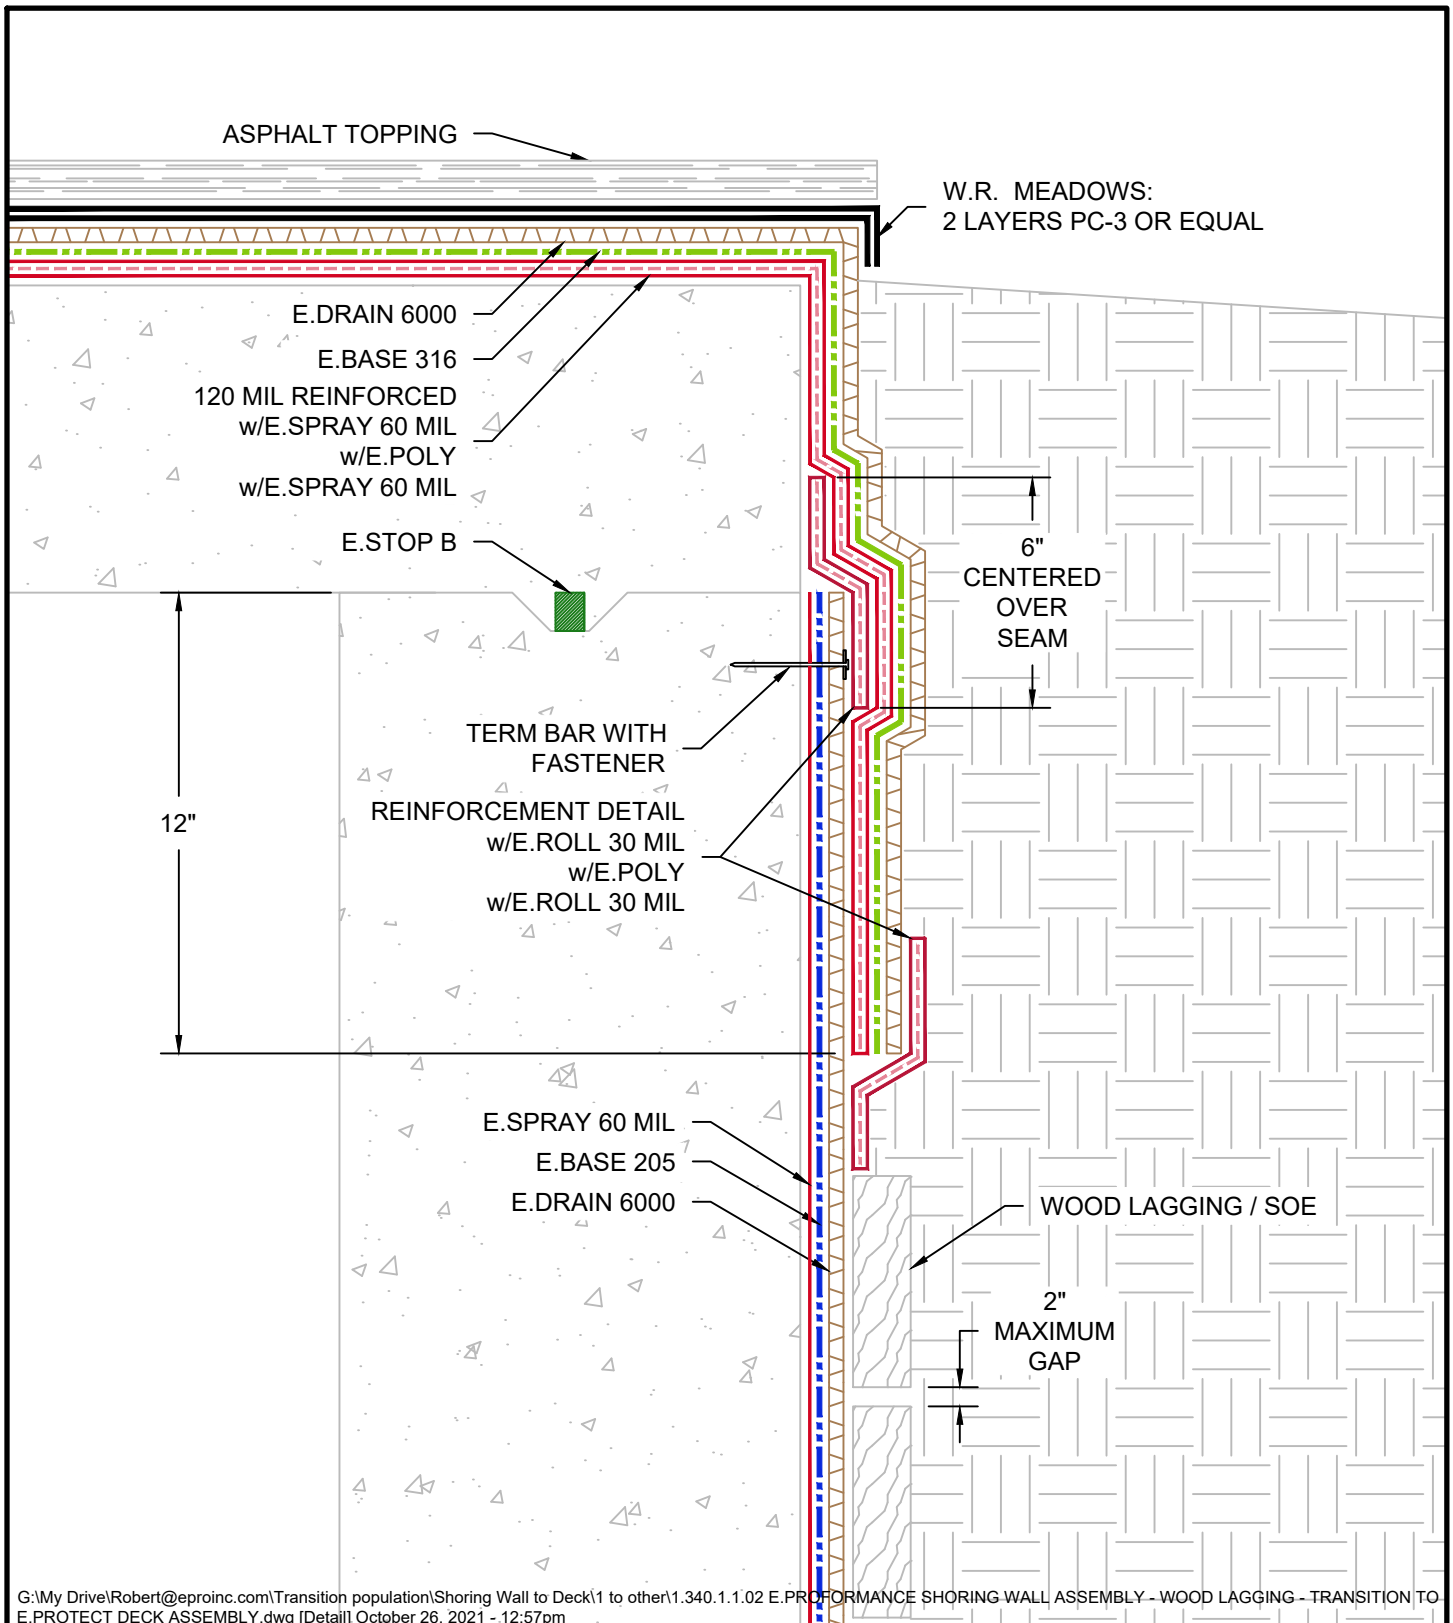 ASPHALT TOPPING
W.R. MEADOWS:
2 LAYERS PC-3 OR EQUAL
E.DRAIN 6000
E.BASE 316
120 MIL REINFORCED
w/E.SPRAY 60 MIL
w/E.POLY
w/E.SPRAY 60 MIL
E.STOP B
6"
CENTERED
OVER
SEAM
TERM BAR WITH
FASTENER
12"
REINFORCEMENT DETAIL
w/E.ROLL 30 MIL
w/E.POLY
w/E.ROLL 30 MIL
E.SPRAY 60 MIL
E.BASE 205
E.DRAIN 6000
WOOD LAGGING / SOE
2"
MAXIMUM
GAP
G:\My Drive\Robert@eproinc.com\Transition population\Shoring Wall to Deck\1 to other\1.340.1.1.02 E.PROFORMANCE SHORING WALL ASSEMBLY - WOOD LAGGING - TRANSITION TO
E.PROTECT DECK ASSEMBLY.dwg [Detail] October 26, 2021 - 12:57pm